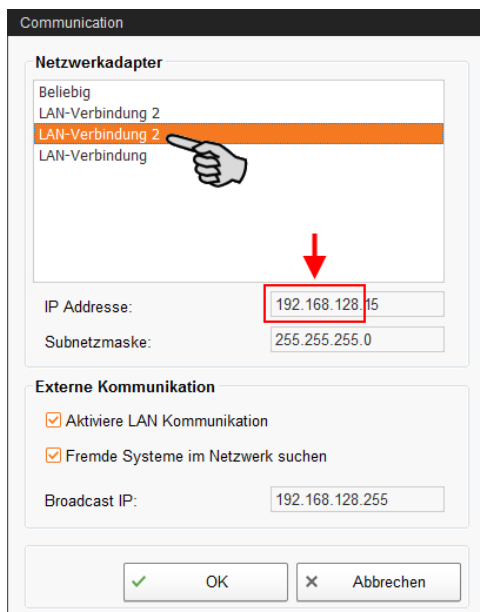 Communication
Netzwerkadapter
Beliebig
LAN-Verbindung 2
LAN-Verbindung 2
LAN-Verbindung
IP Addresse: 192.168.128.15
Subnetzmaske: 255.255.255.0
Externe Kommunikation
Aktiviere LAN Kommunikation
Fremde Systeme im Netzwerk suchen
Broadcast IP: 192.168.128.255
OK Abbrechen